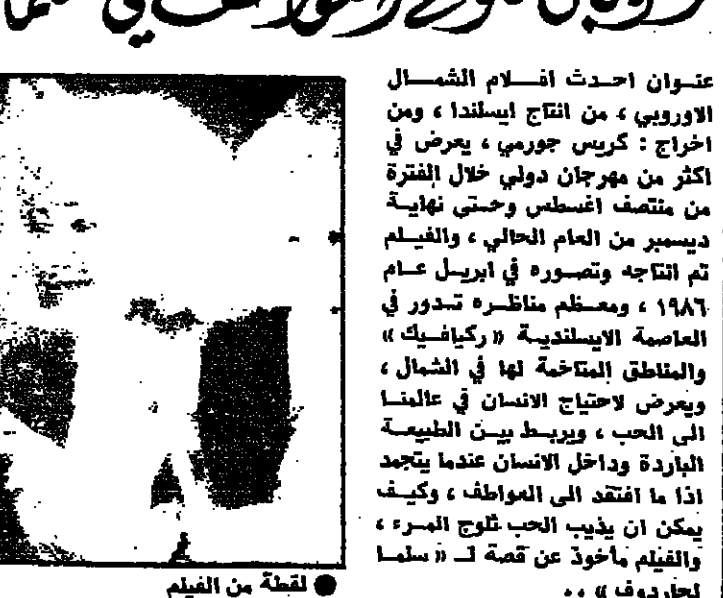 في
عنوان احدث افلام الشمال
الاوروبي ، من انتاج ايسلندا ، ومن
اخراج : كريس جورمي ، يعرض في
اكثر من مهرجان دولي خلال الفترة
من منتصف اغسطس وحتى نهاية
ديسمبر من العام الحالي ، والفيلم
تم انتاجه وتصوره في ابريل عام
١٩٨٦ ، ومعظم مناظره تدور في
العاصمة الايسلندية « ركيافيك »
والمناطق المتاخمة لها في الشمال ،
ويعرض لاحتياج الانسان في عالمنا
الى الحب ، ويربط بين الطبيعة
الباردة وداخل الانسان عندما يتجمد
اذا ما افتقد الى العواطف ، وكيف
يمكن ان يذيب الحب ثلوج المرء ،
والفيلم مأخوذ عن قصة لـ « سلما
لجاردوف » ..
● لقطة من الفيلم